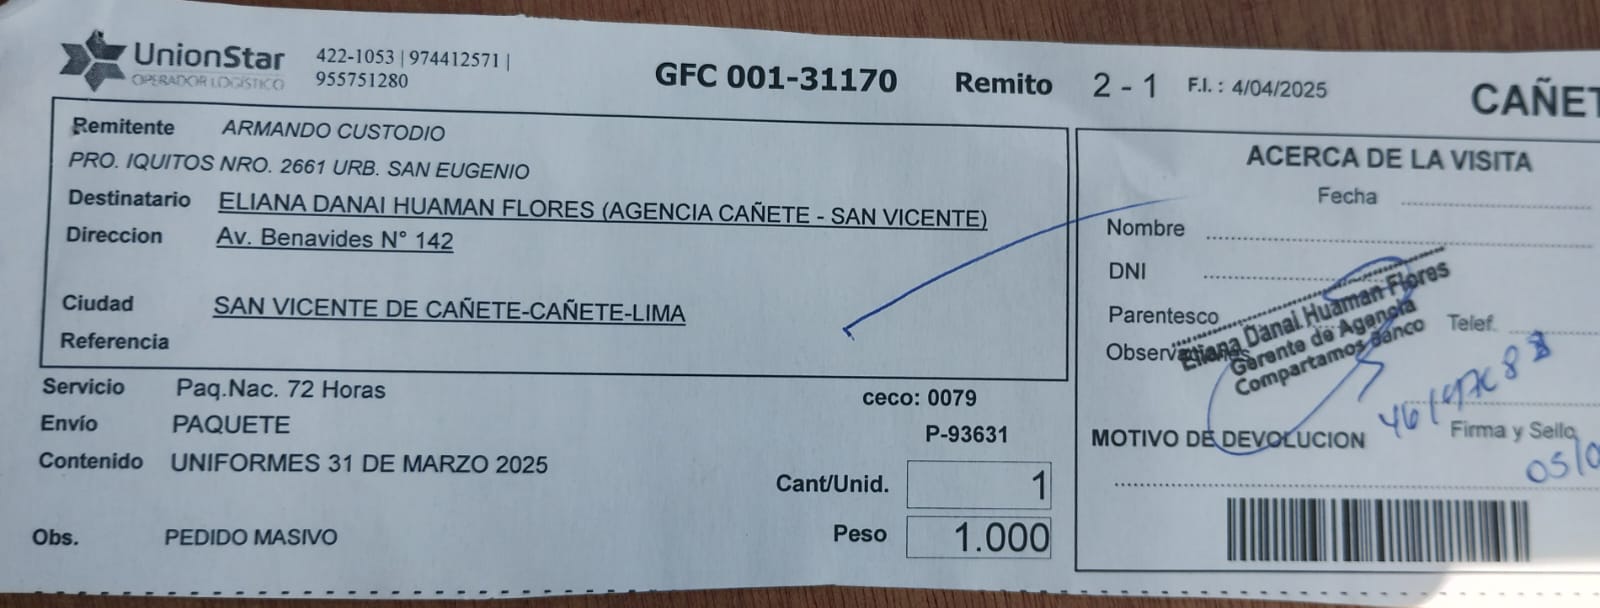 UnionStar
OPERADOR LOGÍSTICO
422-1053 | 974412571 |
955751280
GFC 001-31170
Remito 2 - 1
F.I. : 4/04/2025
CAÑET
Remitente ARMANDO CUSTODIO
PRO. IQUITOS NRO. 2661 URB. SAN EUGENIO
Destinatario ELIANA DANAI HUAMAN FLORES (AGENCIA CAÑETE - SAN VICENTE)
Direccion Av. Benavides N° 142
Ciudad SAN VICENTE DE CAÑETE-CAÑETE-LIMA
Referencia
Servicio Paq.Nac. 72 Horas
Envío PAQUETE
Contenido UNIFORMES 31 DE MARZO 2025
Obs. PEDIDO MASIVO
ceco: 0079
P-93631
Cant/Unid. 1
Peso 1.000
ACERCA DE LA VISITA
Fecha
Nombre
DNI
Parentesco
Telef.
Eliana Danai Huaman Flores
Gerente de Agencia
Compartamos Banco
Firma y Sello
MOTIVO DE DEVOLUCION
05/0